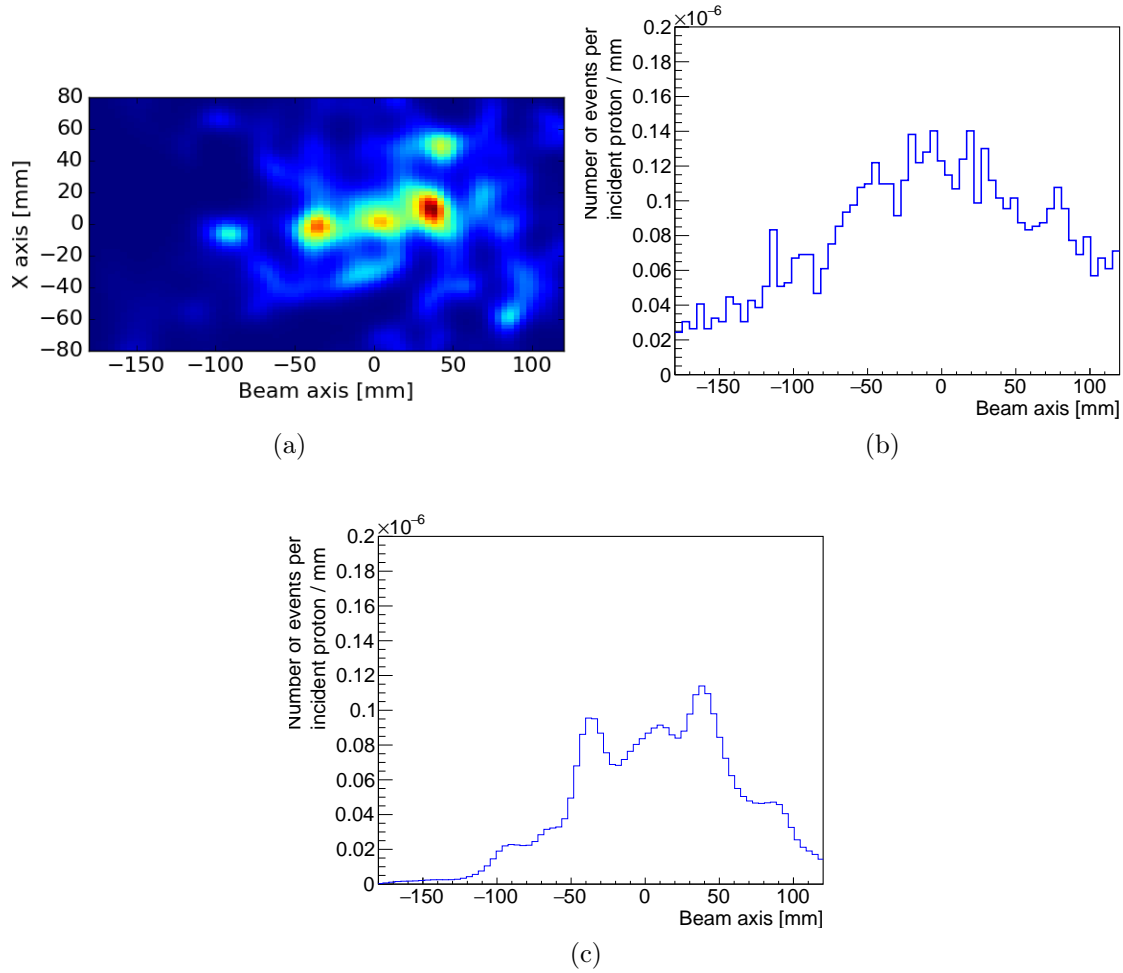 80
60
40
20
0
−20
−40
−60
−80
X axis [mm]
−150 −100 −50 0 50 100
Beam axis [mm]
(a)
×10⁻⁶
0.2
0.18
0.16
0.14
0.12
0.1
0.08
0.06
0.04
0.02
0
Number of events per
incident proton / mm
−150 −100 −50 0 50 100
Beam axis [mm]
(b)
×10⁻⁶
0.2
0.18
0.16
0.14
0.12
0.1
0.08
0.06
0.04
0.02
0
Number of events per
incident proton / mm
−150 −100 −50 0 50 100
Beam axis [mm]
(c)